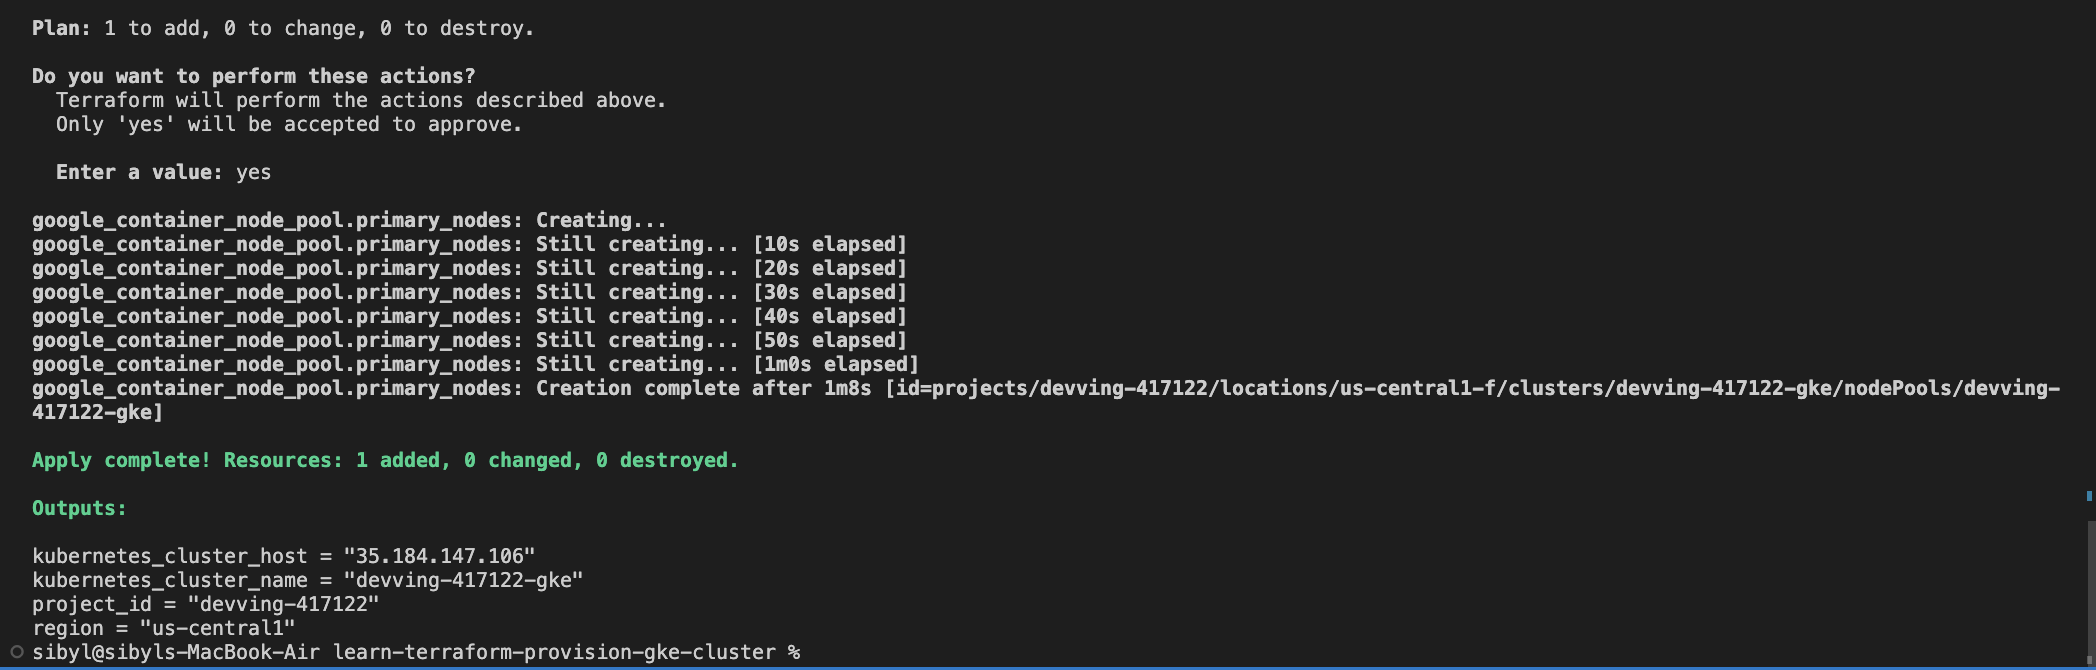 Plan: 1 to add, 0 to change, 0 to destroy.
Do you want to perform these actions?
Terraform will perform the actions described above.
Only 'yes' will be accepted to approve.
Enter a value: yes
google_container_node_pool.primary_nodes: Creating...
google_container_node_pool.primary_nodes: Still creating... [10s elapsed]
google_container_node_pool.primary_nodes: Still creating... [20s elapsed]
google_container_node_pool.primary_nodes: Still creating... [30s elapsed]
google_container_node_pool.primary_nodes: Still creating... [40s elapsed]
google_container_node_pool.primary_nodes: Still creating... [50s elapsed]
google_container_node_pool.primary_nodes: Still creating... [1m0s elapsed]
google_container_node_pool.primary_nodes: Creation complete after 1m8s [id=projects/devving-417122/locations/us-central1-f/clusters/devving-417122-gke/nodePools/devving-
417122-gke]
Apply complete! Resources: 1 added, 0 changed, 0 destroyed.
Outputs:
kubernetes_cluster_host = "35.184.147.106"
kubernetes_cluster_name = "devving-417122-gke"
project_id = "devving-417122"
region = "us-central1"
sibyl@sibyls-MacBook-Air learn-terraform-provision-gke-cluster %